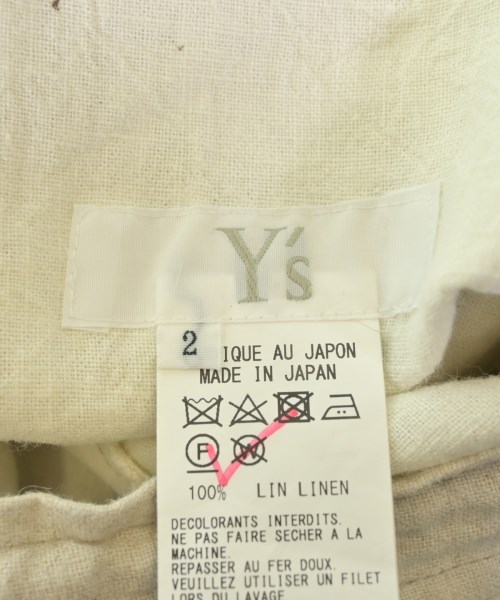 Y's
2
IQUE AU JAPON
MADE IN JAPAN
F W
100% LIN LINEN
DECOLORANTS INTERDITS.
NE PAS FAIRE SECHER A LA
MACHINE.
REPASSER AU FER DOUX.
VEUILLEZ UTILISER UN FILET
LORS DU LAVAGE